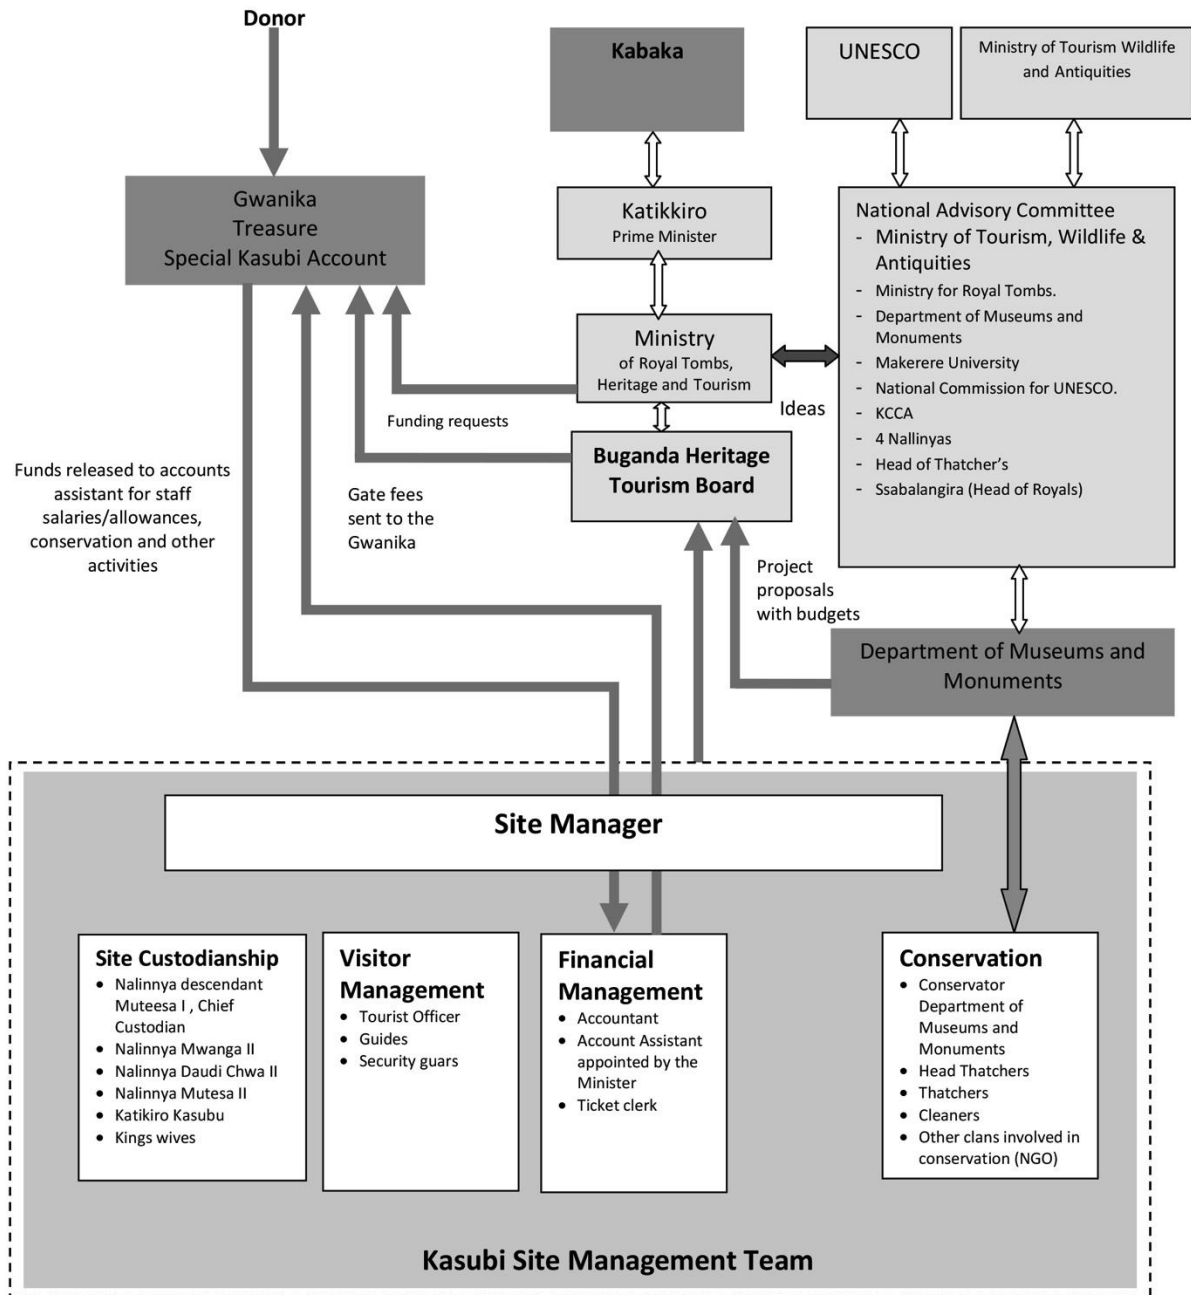 Donor
Kabaka
UNESCO
Ministry of Tourism Wildlife
and Antiquities
Gwanika
Treasure
Special Kasubi Account
Katikkiro
Prime Minister
National Advisory Committee
- Ministry of Tourism, Wildlife &
Antiquities
- Ministry for Royal Tombs.
- Department of Museums and
Monuments
- Makerere University
- National Commission for UNESCO.
- KCCA
- 4 Nallinyas
- Head of Thatcher's
- Ssabalangira (Head of Royals)
Ministry
of Royal Tombs,
Heritage and Tourism
Ideas
Funding requests
Buganda Heritage
Tourism Board
Funds released to accounts
assistant for staff
salaries/allowances,
conservation and other
activities
Gate fees
sent to the
Gwanika
Project
proposals
with budgets
Department of Museums and
Monuments
Site Manager
Site Custodianship
• Nalinnya descendant
Muteesa I , Chief
Custodian
• Nalinnya Mwanga II
• Nalinnya Daudi Chwa II
• Nalinnya Mutesa II
• Katikiro Kasubu
• Kings wives
Visitor
Management
• Tourist Officer
• Guides
• Security guars
Financial
Management
• Accountant
• Account Assistant
appointed by the
Minister
• Ticket clerk
Conservation
• Conservator
Department of
Museums and
Monuments
• Head Thatchers
• Thatchers
• Cleaners
• Other clans involved in
conservation (NGO)
Kasubi Site Management Team